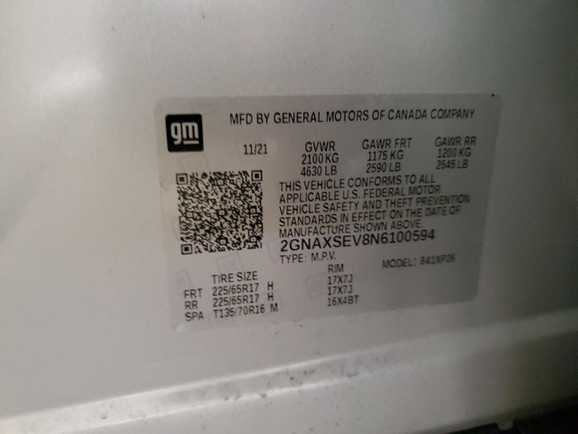 gm
MFD BY GENERAL MOTORS OF CANADA COMPANY
11/21 GVWR GAWR FRT GAWR RR
2100 KG 1175 KG 1200 KG
4630 LB 2590 LB 2645 LB
THIS VEHICLE CONFORMS TO ALL
APPLICABLE U.S. FEDERAL MOTOR
VEHICLE SAFETY AND THEFT PREVENTION
STANDARDS IN EFFECT ON THE DATE OF
MANUFACTURE SHOWN ABOVE.
2GNAXSEV8N6100594
TYPE: M.P.V. MODEL:
TIRE SIZE RIM
FRT 225/65R17 H 17X7J
RR 225/65R17 H 17X7J
SPA T135/70R16 M 16X4BT